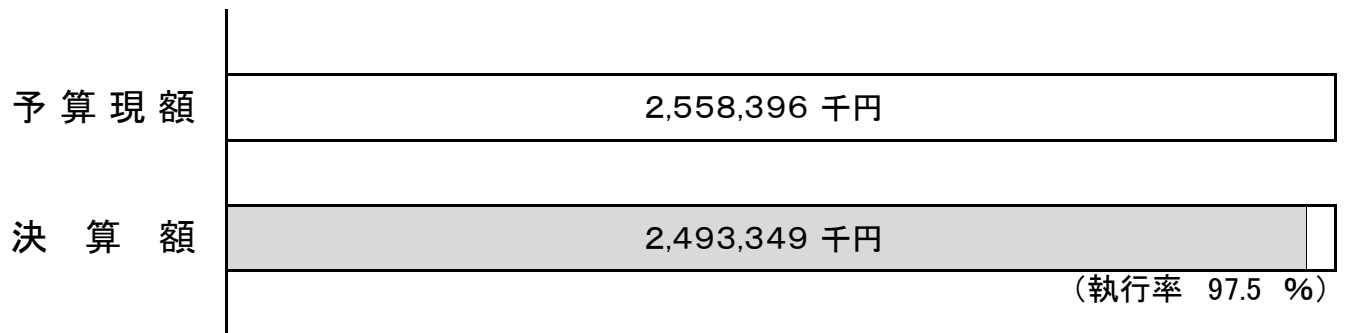 予算現額 2,558,396 千円
決算額 2,493,349 千円
（執行率 97.5 %）